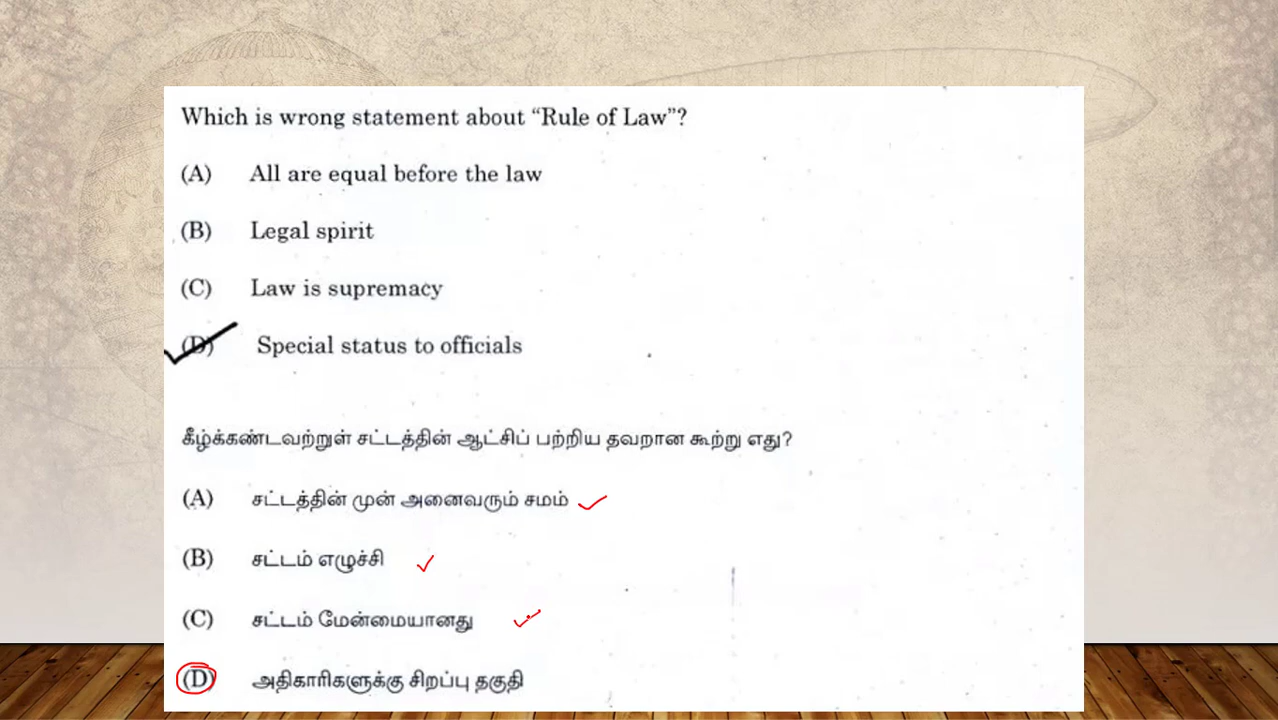 Which is wrong statement about “Rule of Law”?
(A) All are equal before the law
(B) Legal spirit
(C) Law is supremacy
(D) Special status to officials
கீழ்க்கண்டவற்றுள் சட்டத்தின் ஆட்சிப் பற்றிய தவறான கூற்று எது?
(A) சட்டத்தின் முன் அனைவரும் சமம்
(B) சட்டம் எழுச்சி
(C) சட்டம் மேன்மையானது
(D) அதிகாரிகளுக்கு சிறப்பு தகுதி